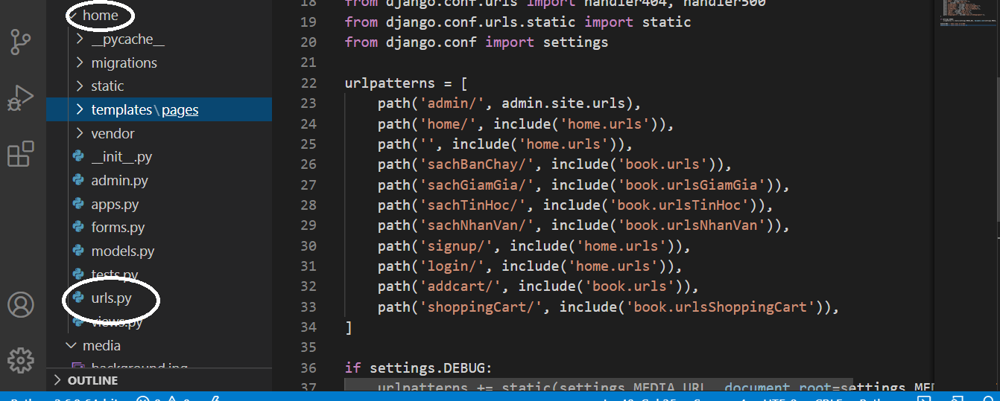 home
__pycache__
migrations
static
templates\pages
vendor
__init__.py
admin.py
apps.py
forms.py
models.py
tests.py
urls.py
views.py
media
background.jpg
OUTLINE
18 from django.conf.urls import handler404, handler500
19 from django.conf.urls.static import static
20 from django.conf import settings
21
22 urlpatterns = [
23 path('admin/', admin.site.urls),
24 path('home/', include('home.urls')),
25 path('', include('home.urls')),
26 path('sachBanChay/', include('book.urls')),
27 path('sachGiamGia/', include('book.urlsGiamGia')),
28 path('sachTinHoc/', include('book.urlsTinHoc')),
29 path('sachNhanVan/', include('book.urlsNhanVan')),
30 path('signup/', include('home.urls')),
31 path('login/', include('home.urls')),
32 path('addcart/', include('book.urls')),
33 path('shoppingCart/', include('book.urlsShoppingCart')),
34 ]
35
36 if settings.DEBUG:
37 urlpatterns += static(settings.MEDIA_URL, document_root=settings.MED